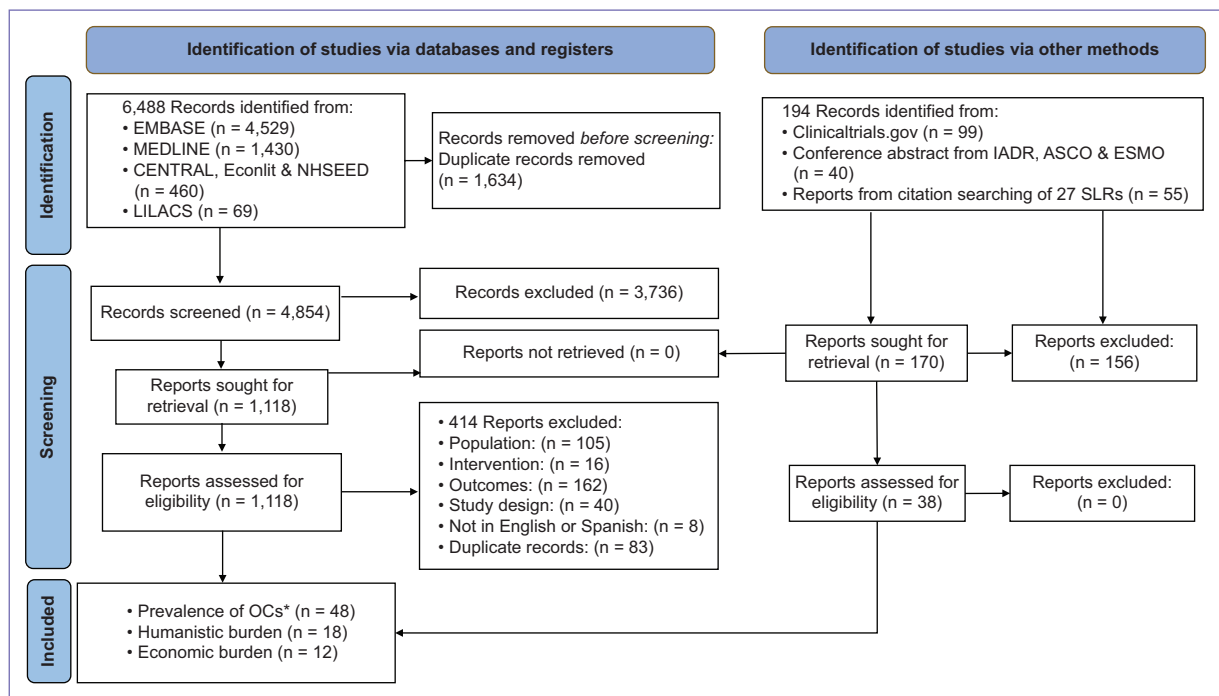 Identification of studies via databases and registers
Identification of studies via other methods
Identification
6,488 Records identified from:
• EMBASE (n = 4,529)
• MEDLINE (n = 1,430)
• CENTRAL, Econlit & NHSEED
(n = 460)
• LILACS (n = 69)
Records removed before screening:
Duplicate records removed
(n = 1,634)
194 Records identified from:
• Clinicaltrials.gov (n = 99)
• Conference abstract from IADR, ASCO & ESMO
(n = 40)
• Reports from citation searching of 27 SLRs (n = 55)
Screening
Records screened (n = 4,854)
Records excluded (n = 3,736)
Reports sought for
retrieval (n = 1,118)
Reports not retrieved (n = 0)
Reports sought for
retrieval (n = 170)
Reports excluded:
(n = 156)
Reports assessed for
eligibility (n = 1,118)
• 414 Reports excluded:
• Population: (n = 105)
• Intervention: (n = 16)
• Outcomes: (n = 162)
• Study design: (n = 40)
• Not in English or Spanish: (n = 8)
• Duplicate records: (n = 83)
Reports assessed for
eligibility (n = 38)
Reports excluded:
(n = 0)
Included
• Prevalence of OCs* (n = 48)
• Humanistic burden (n = 18)
• Economic burden (n = 12)